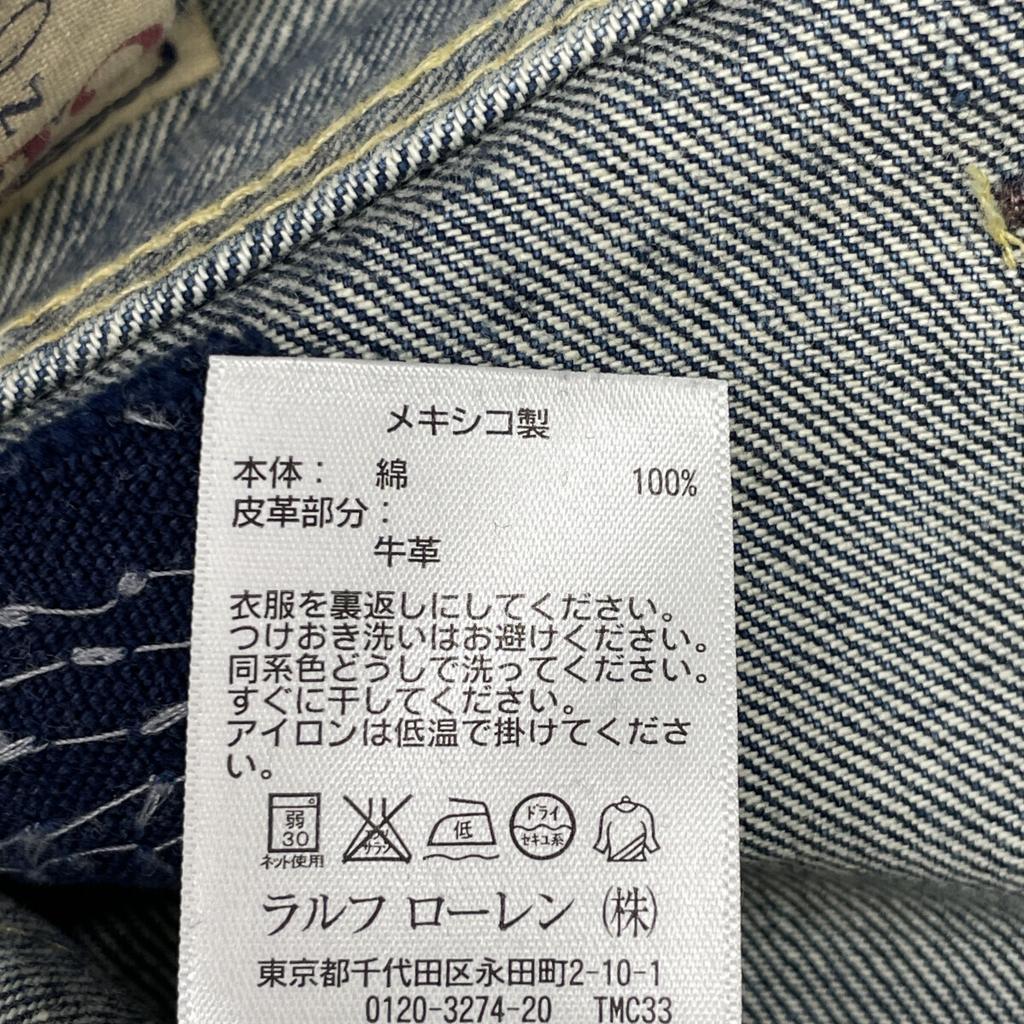 メキシコ製
本体： 綿 100%
皮革部分：
牛革
衣服を裏返しにしてください。
つけおき洗いはお避けください。
同系色どうしで洗ってください。
すぐに干してください。
アイロンは低温で掛けてくださ
い。
弱 30 ネット使用 エンソ サラシ 低 ドライ セキユ系
ラルフ ローレン （株）
東京都千代田区永田町2-10-1
0120-3274-20 TMC33